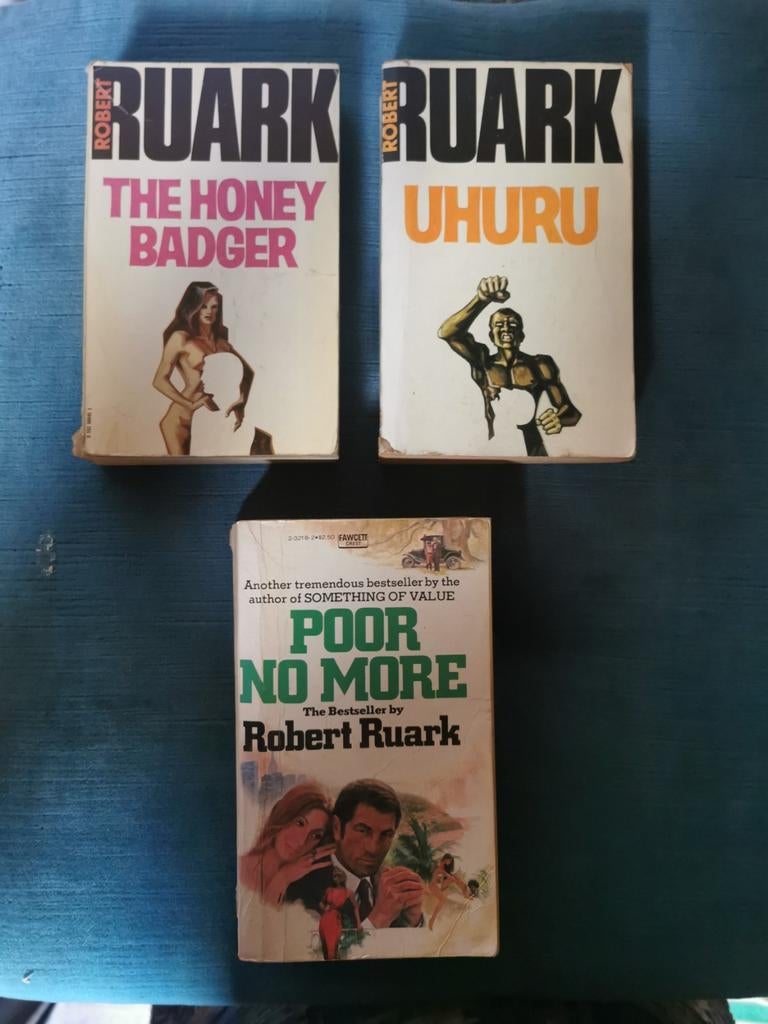 ROBERT
RUARK
THE HONEY
BADGER
ROBERT
RUARK
UHURU
FAWCETT
CREST
Another tremendous bestseller by the
author of SOMETHING OF VALUE
POOR
NO MORE
The Bestseller by
Robert Ruark